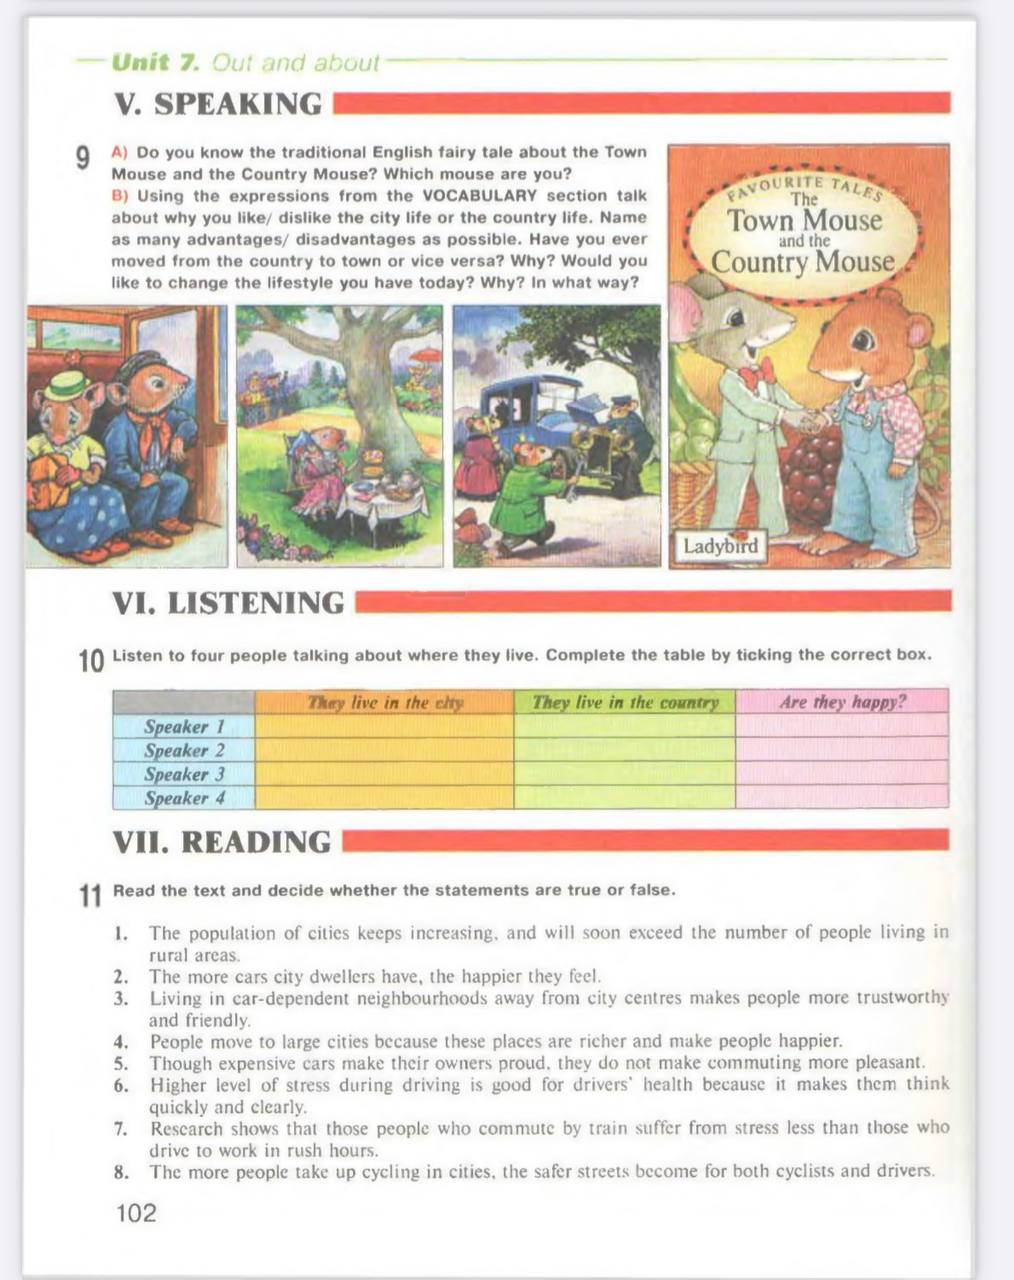 Unit 7. Out and about
V. SPEAKING
9 A) Do you know the traditional English fairy tale about the Town
Mouse and the Country Mouse? Which mouse are you?
B) Using the expressions from the VOCABULARY section talk
about why you like/ dislike the city life or the country life. Name
as many advantages/ disadvantages as possible. Have you ever
moved from the country to town or vice versa? Why? Would you
like to change the lifestyle you have today? Why? In what way?
FAVOURITE TALES
The
Town Mouse
and the
Country Mouse
Ladybird
VI. LISTENING
10 Listen to four people talking about where they live. Complete the table by ticking the correct box.
They live in the city They live in the country Are they happy?
Speaker 1
Speaker 2
Speaker 3
Speaker 4
VII. READING
11 Read the text and decide whether the statements are true or false.
1. The population of cities keeps increasing, and will soon exceed the number of people living in
rural areas.
2. The more cars city dwellers have, the happier they feel.
3. Living in car-dependent neighbourhoods away from city centres makes people more trustworthy
and friendly.
4. People move to large cities because these places are richer and make people happier.
5. Though expensive cars make their owners proud, they do not make commuting more pleasant.
6. Higher level of stress during driving is good for drivers' health because it makes them think
quickly and clearly.
7. Research shows that those people who commute by train suffer from stress less than those who
drive to work in rush hours.
8. The more people take up cycling in cities, the safer streets become for both cyclists and drivers.
102